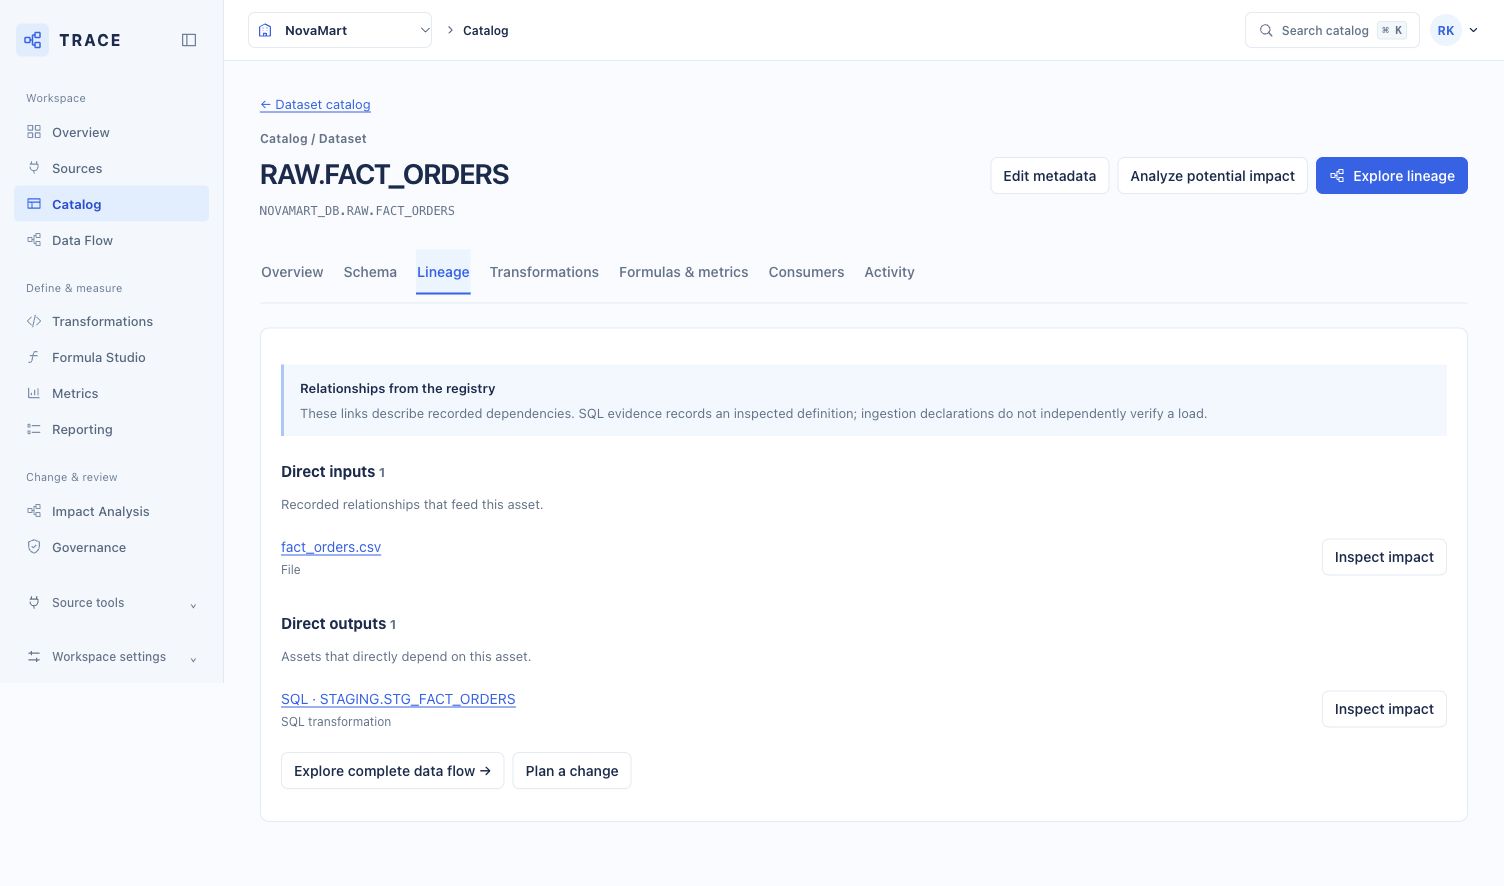 TRACE
NovaMart
Catalog
Search catalog
⌘ K
RK
Workspace
Overview
Sources
Catalog
Data Flow
Define & measure
Transformations
Formula Studio
Metrics
Reporting
Change & review
Impact Analysis
Governance
Source tools
Workspace settings
← Dataset catalog
Catalog / Dataset
RAW.FACT_ORDERS
NOVAMART_DB.RAW.FACT_ORDERS
Edit metadata
Analyze potential impact
Explore lineage
Overview Schema Lineage Transformations Formulas & metrics Consumers Activity
Relationships from the registry
These links describe recorded dependencies. SQL evidence records an inspected definition; ingestion declarations do not independently verify a load.
Direct inputs 1
Recorded relationships that feed this asset.
fact_orders.csv
File
Inspect impact
Direct outputs 1
Assets that directly depend on this asset.
SQL · STAGING.STG_FACT_ORDERS
SQL transformation
Inspect impact
Explore complete data flow →
Plan a change